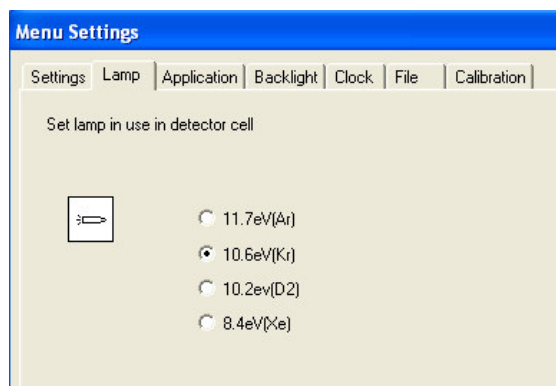 Menu Settings
Settings Lamp Application Backlight Clock File Calibration
Set lamp in use in detector cell
11.7eV(Ar)
10.6eV(Kr)
10.2ev(D2)
8.4eV(Xe)